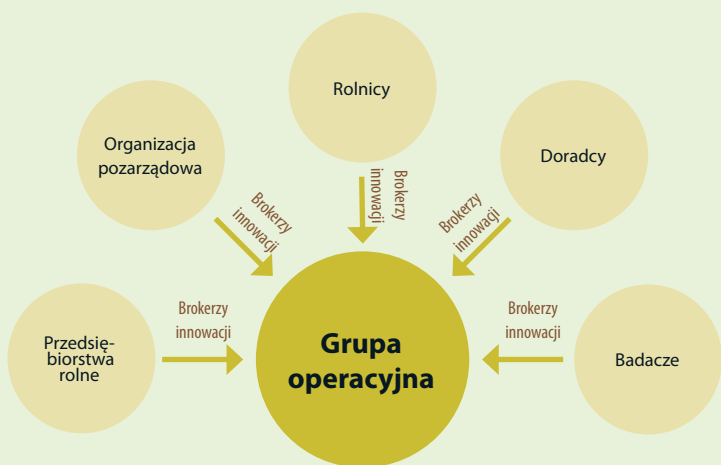 Rolnicy
Organizacja
pozarządowa
Doradcy
Brokerzy
innowacji
Brokerzy
innowacji
Brokerzy
innowacji
Przedsię-
biorstwa
rolne
Brokerzy
innowacji
Grupa
operacyjna
Brokerzy
innowacji
Badacze